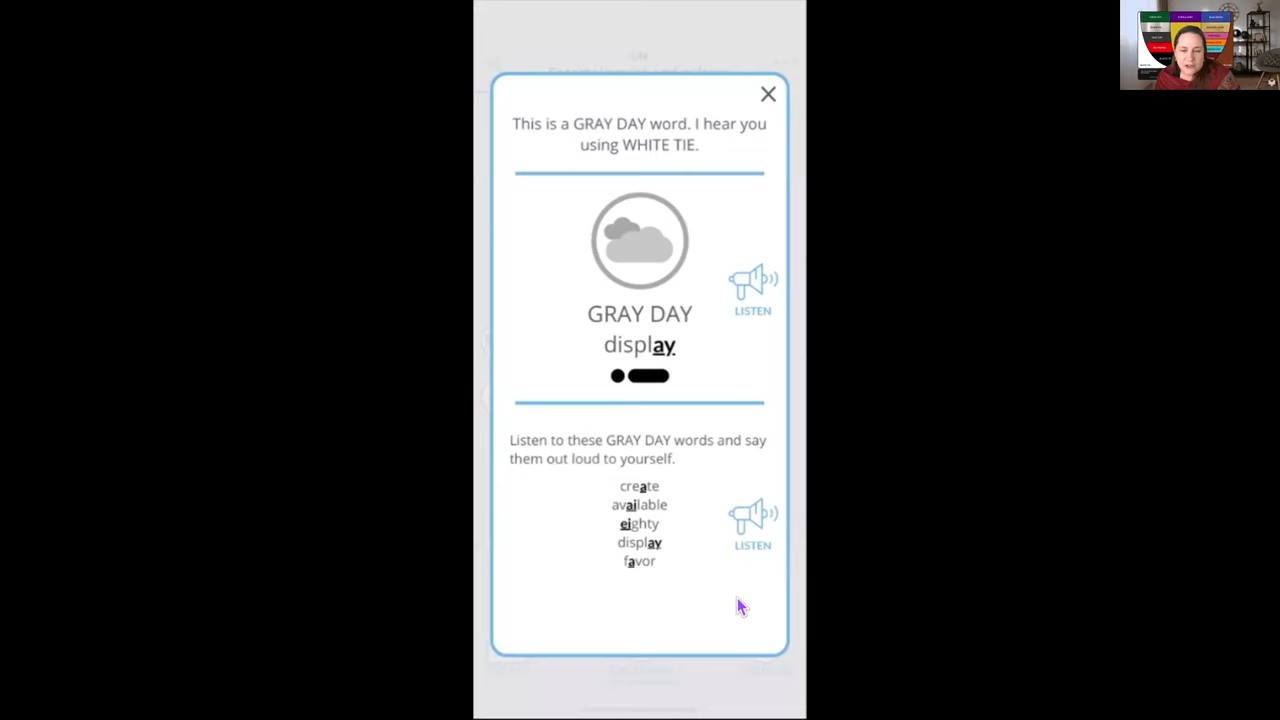 This is a GRAY DAY word. I hear you
using WHITE TIE.
GRAY DAY
LISTEN
display
Listen to these GRAY DAY words and say
them out loud to yourself.
create
available
eighty
LISTEN
display
favor